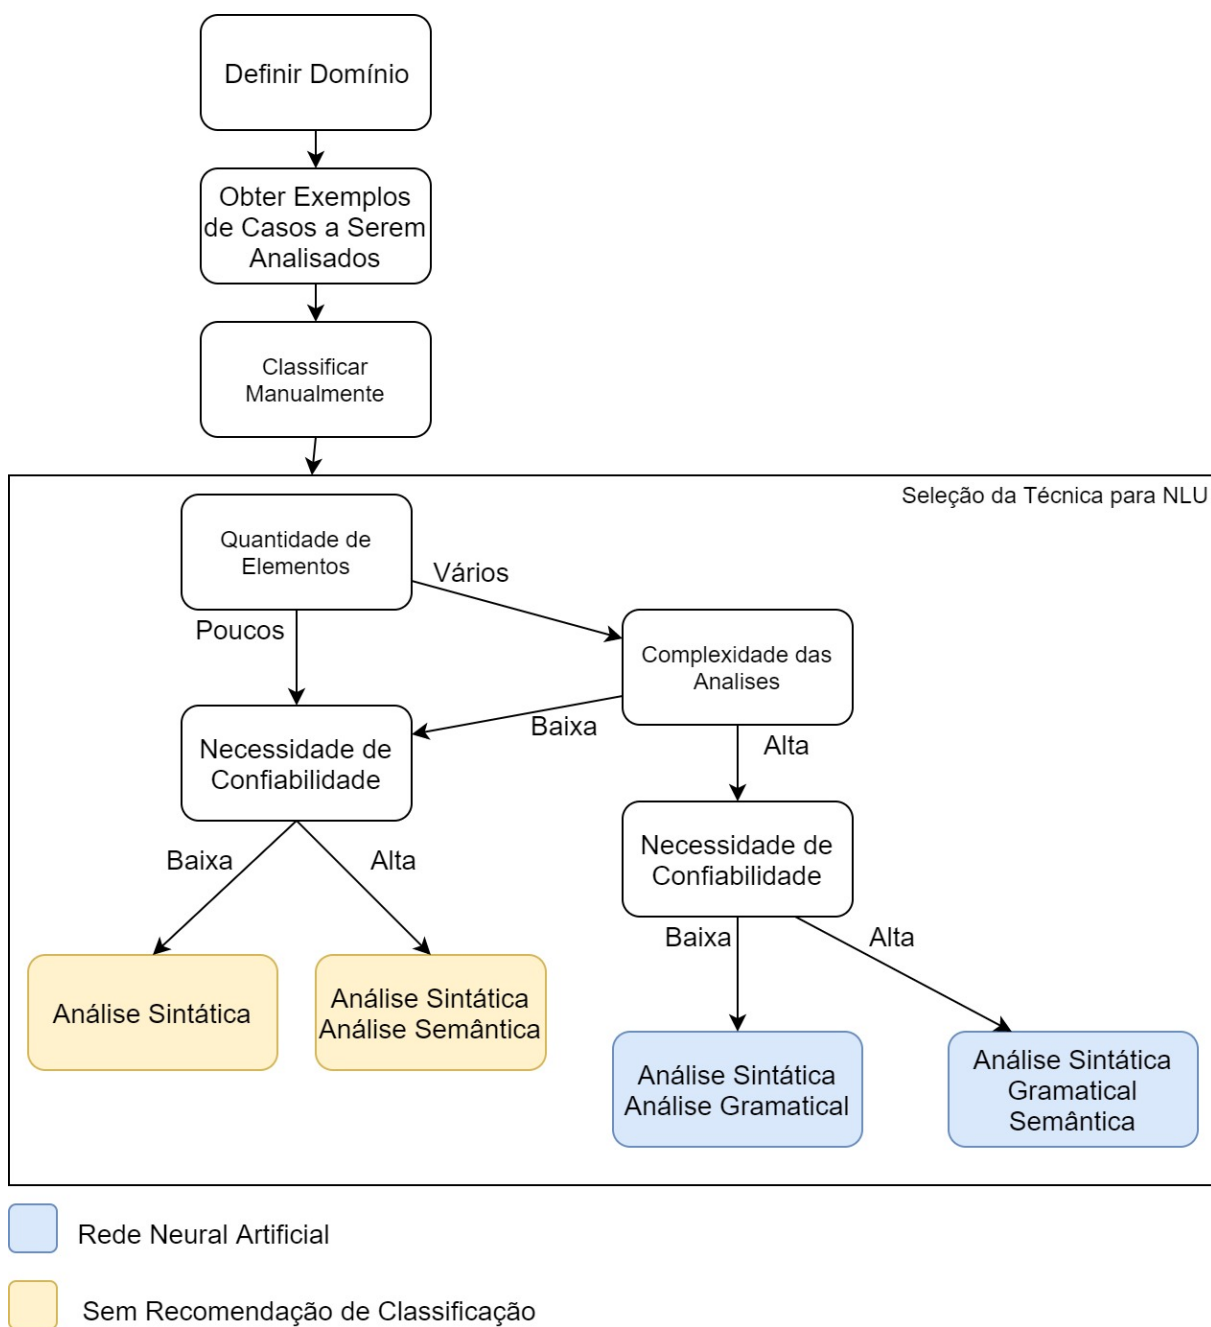 Definir Domínio
Obter Exemplos
de Casos a Serem
Analisados
Classificar
Manualmente
Seleção da Técnica para NLU
Quantidade de
Elementos
Vários
Poucos
Complexidade das
Analises
Baixa
Alta
Necessidade de
Confiabilidade
Necessidade de
Confiabilidade
Baixa
Alta
Baixa
Alta
Análise Sintática
Análise Sintática
Análise Semântica
Análise Sintática
Análise Gramatical
Análise Sintática
Gramatical
Semântica
Rede Neural Artificial
Sem Recomendação de Classificação